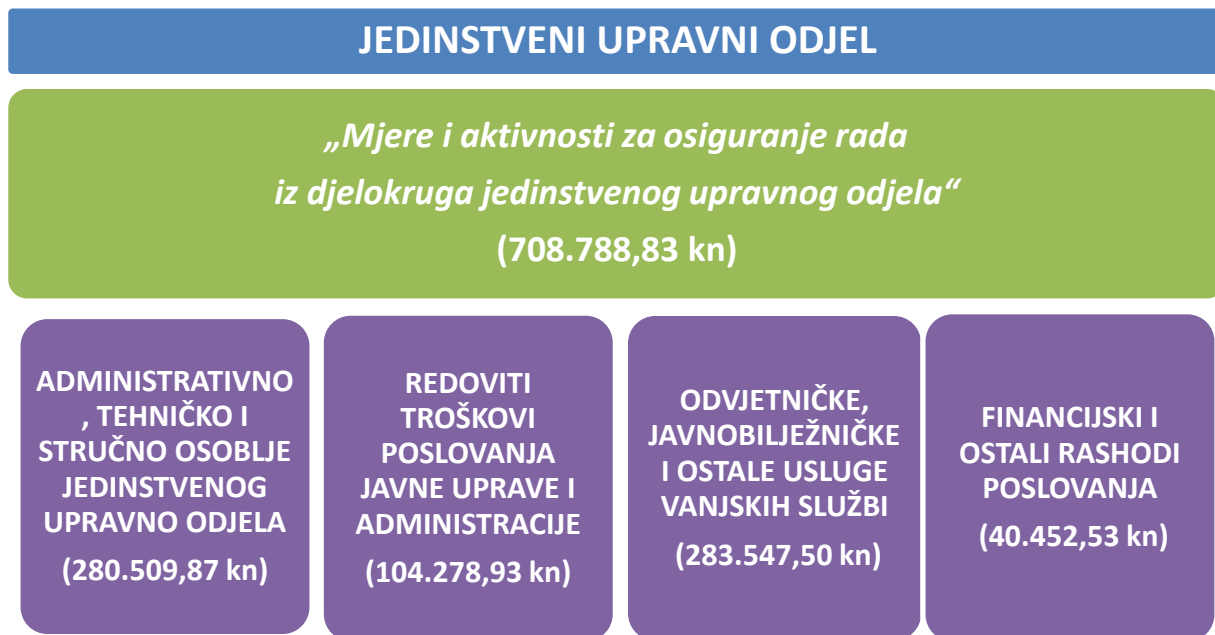 JEDINSTVENI UPRAVNI ODJEL
„Mjere i aktivnosti za osiguranje rada
iz djelokruga jedinstvenog upravnog odjela“
(708.788,83 kn)
ADMINISTRATIVNO
, TEHNIČKO I
STRUČNO OSOBLJE
JEDINSTVENOG
UPRAVNO ODJELA
(280.509,87 kn)
REDOVITI
TROŠKOVI
POSLOVANJA
JAVNE UPRAVE I
ADMINISTRACIJE
(104.278,93 kn)
ODVJETNIČKE,
JAVNOBILJEŽNIČKE
I OSTALE USLUGE
VANJSKIH SLUŽBI
(283.547,50 kn)
FINANCIJSKI I
OSTALI RASHODI
POSLOVANJA
(40.452,53 kn)